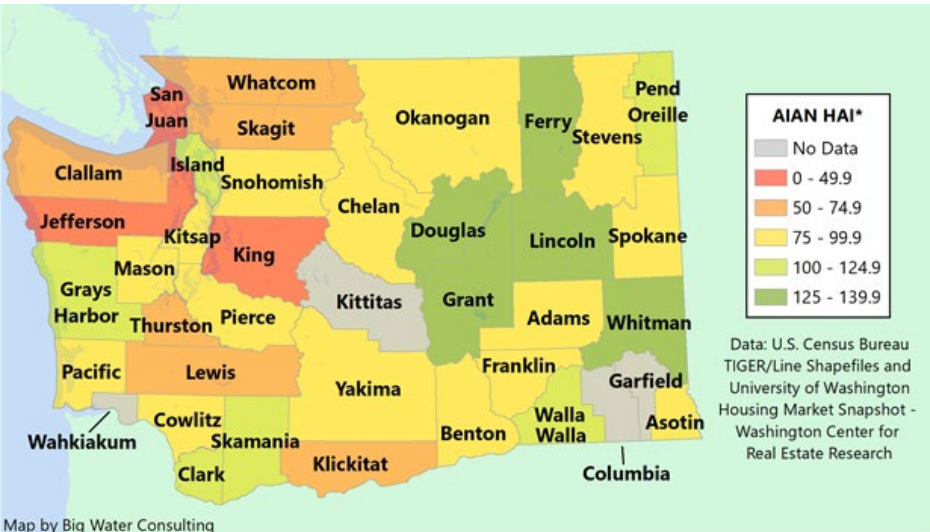 San
Juan
Whatcom
Skagit
Okanogan
Ferry
Stevens
Pend
Oreille
Clallam
Island
Snohomish
Chelan
Jefferson
Kitsap
King
Douglas
Lincoln
Spokane
Mason
Grays
Harbor
Thurston
Pierce
Kittitas
Grant
Adams
Whitman
Pacific
Lewis
Yakima
Franklin
Garfield
Wahkiakum
Cowlitz
Skamania
Clark
Klickitat
Benton
Walla
Walla
Asotin
Columbia
AIAN HAI*
No Data
0 - 49.9
50 - 74.9
75 - 99.9
100 - 124.9
125 - 139.9
Data: U.S. Census Bureau
TIGER/Line Shapefiles and
University of Washington
Housing Market Snapshot -
Washington Center for
Real Estate Research
Map by Big Water Consulting